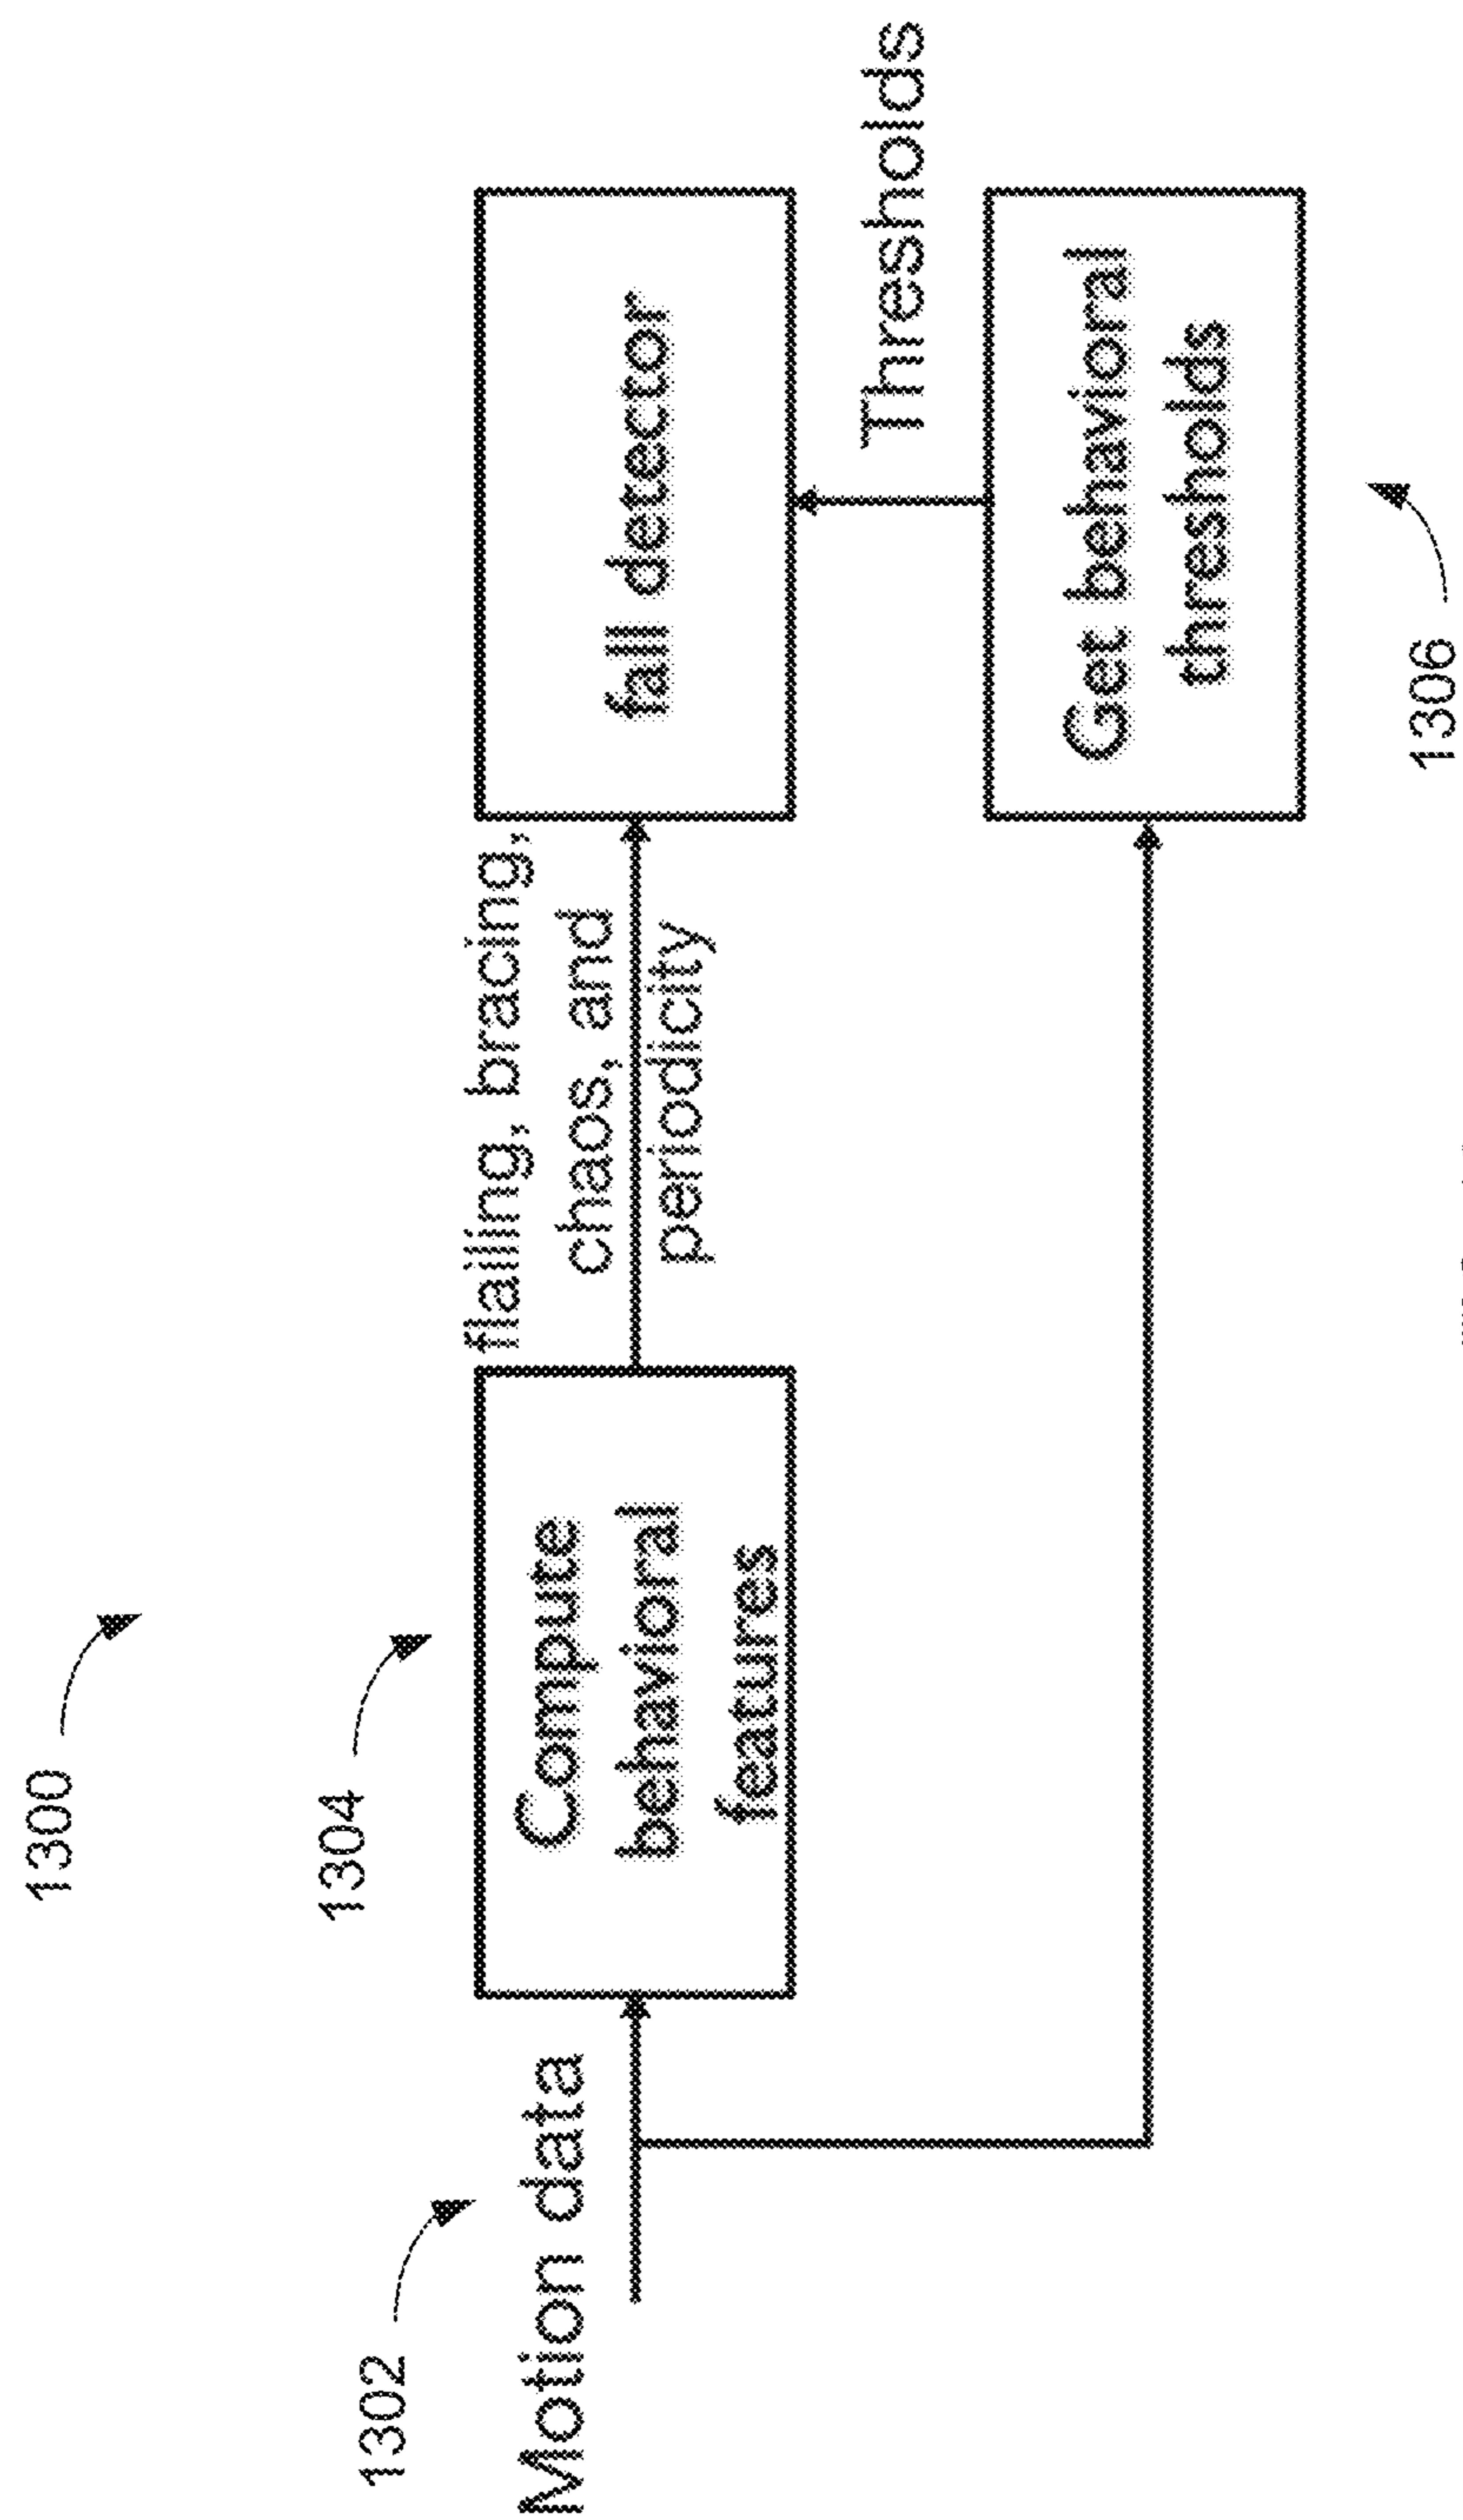 1300
1302
1304
Motion data
Compute
behavioral
features
flailing, bracing,
chaos, and
periodicity
fall detector
Thresholds
Get behavioral
thresholds
1306